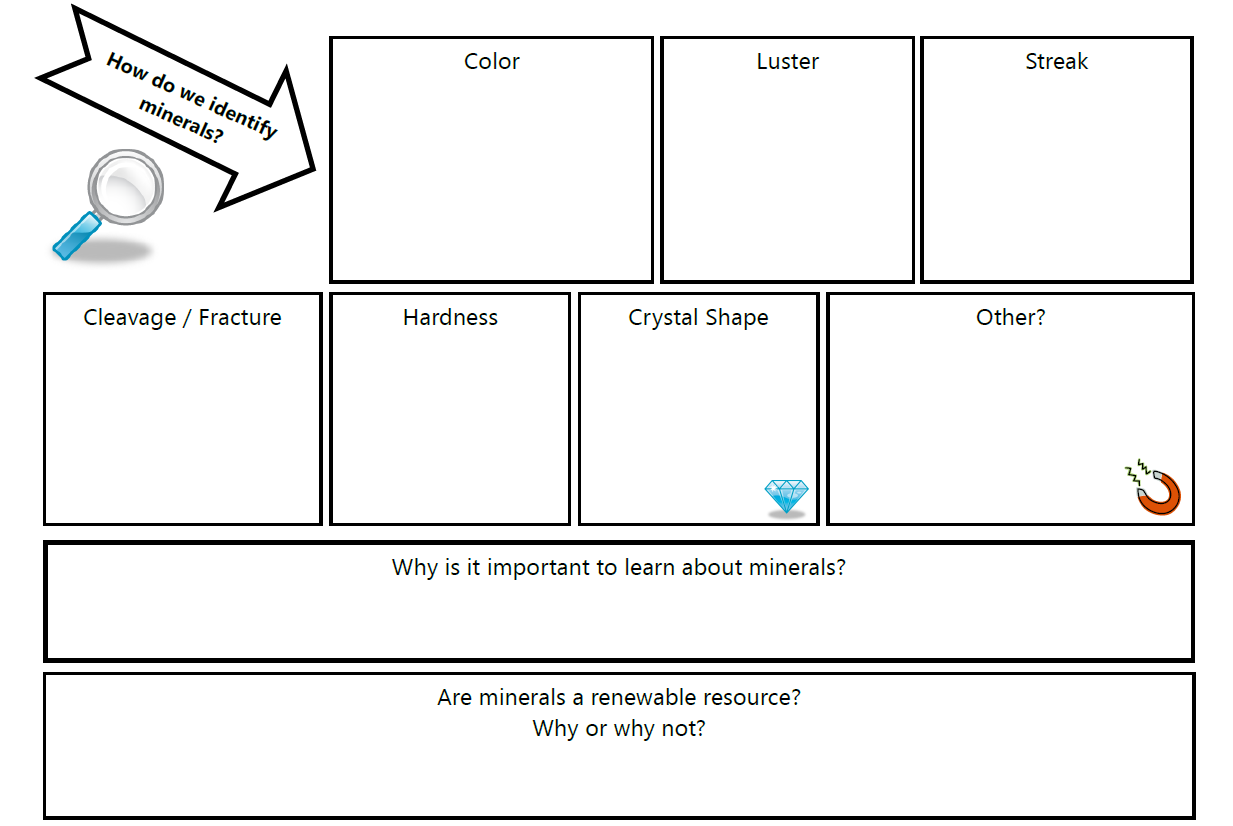 How do we identify
minerals?
Color
Luster
Streak
Cleavage / Fracture
Hardness
Crystal Shape
Other?
Why is it important to learn about minerals?
Are minerals a renewable resource?
Why or why not?